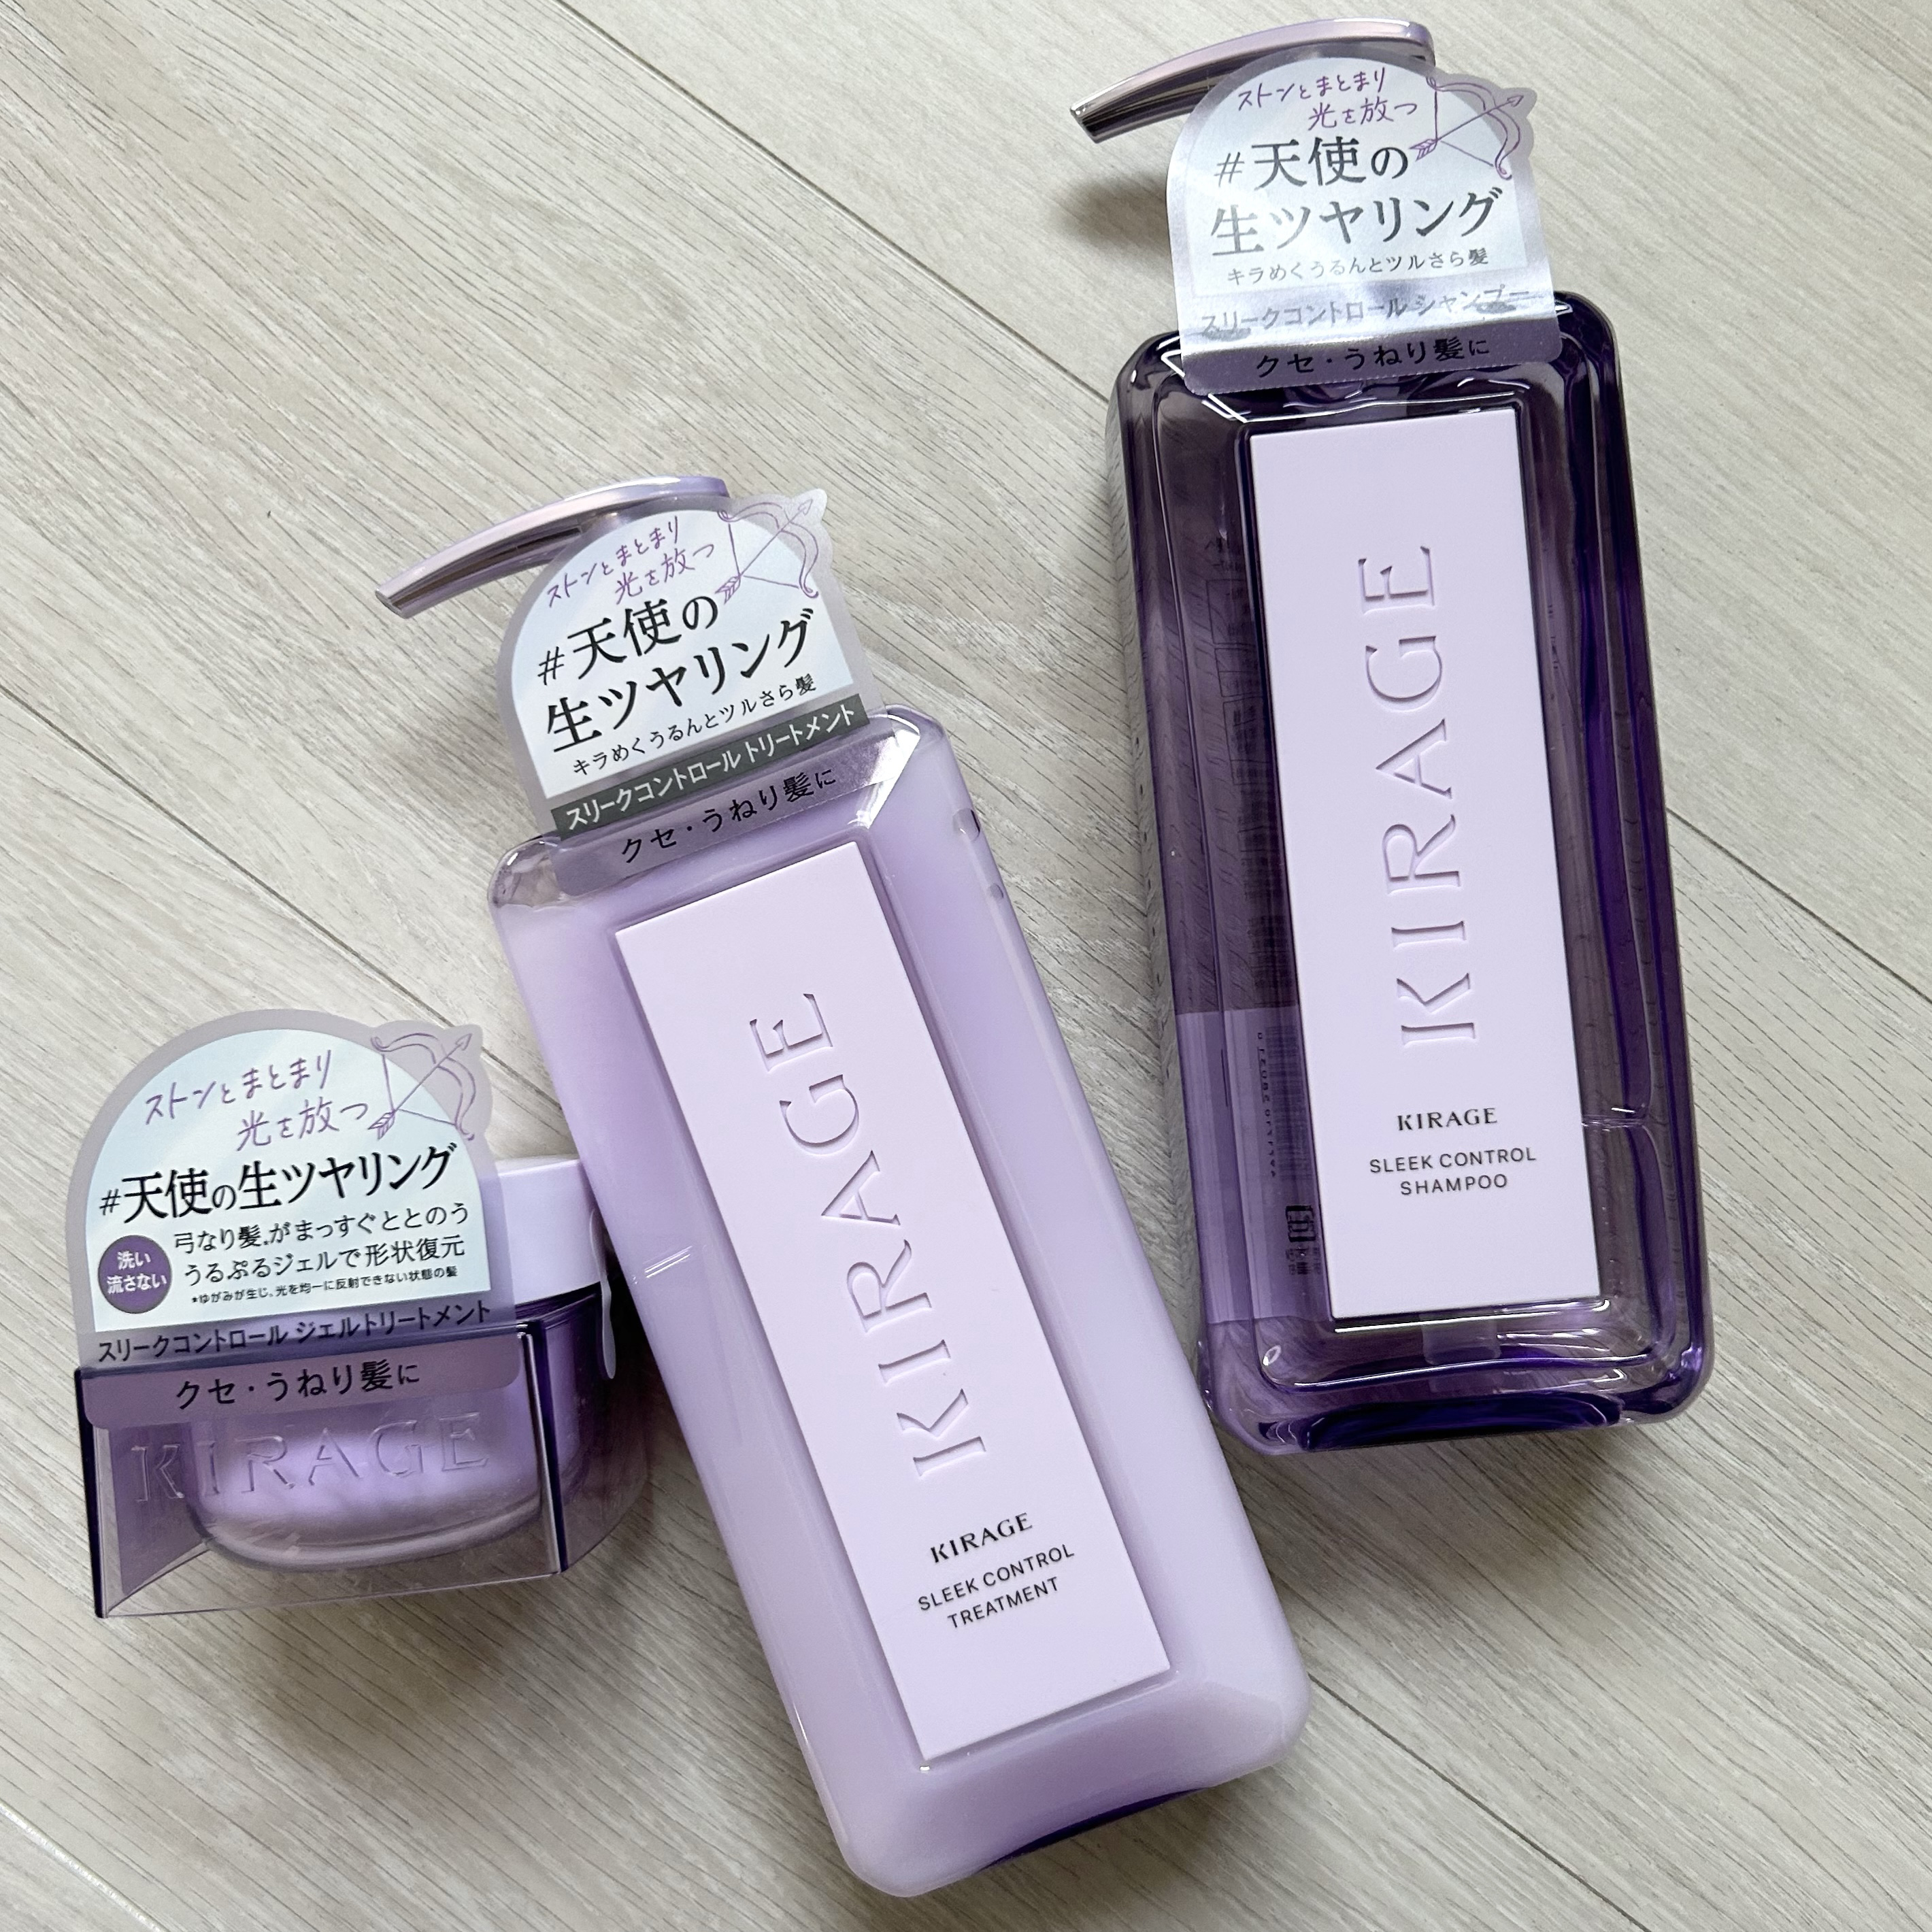 ストンとまとまり
光を放つ
#天使の
生ツヤリング
キラめくうるんとツルさら髪
スリークコントロール シャンプー
クセ・うねり髪に
KIRAGE
KIRAGE
SLEEK CONTROL
SHAMPOO
ストンとまとまり
光を放つ
#天使の
生ツヤリング
キラめくうるんとツルさら髪
スリークコントロール トリートメント
クセ・うねり髪に
KIRAGE
KIRAGE
SLEEK CONTROL
TREATMENT
ストンとまとまり
光を放つ
#天使の生ツヤリング
洗い
流さない
弓なり髪*がまっすぐととのう
うるぷるジェルで形状復元
*ゆがみが生じ、光を均一に反射できない状態の髪
スリークコントロール ジェルトリートメント
クセ・うねり髪に
KIRAGE